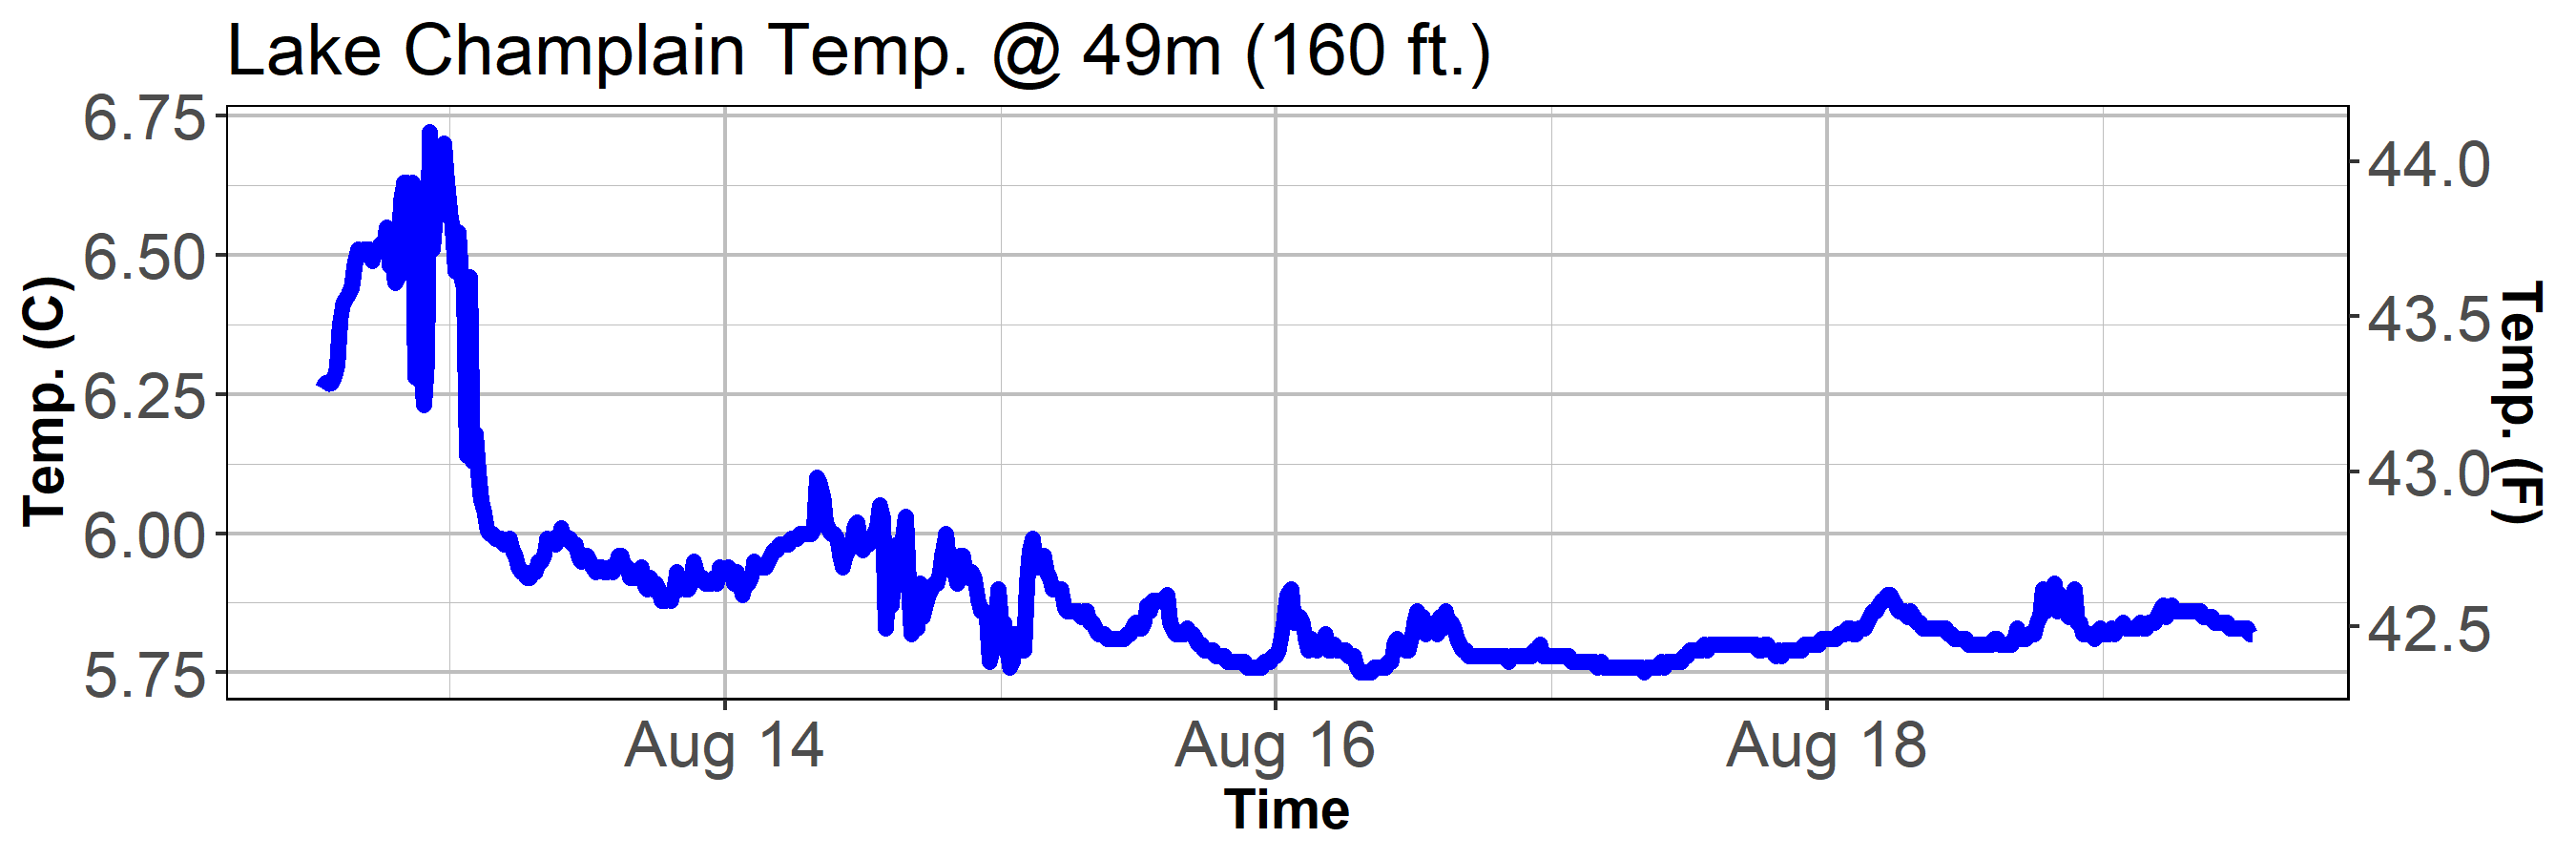 Lake Champlain Temp. @ 49m (160 ft.)
Temp. (C)
6.75
6.50
6.25
6.00
5.75
44.0
43.5
43.0
42.5
Temp. (F)
Aug 14
Aug 16
Aug 18
Time